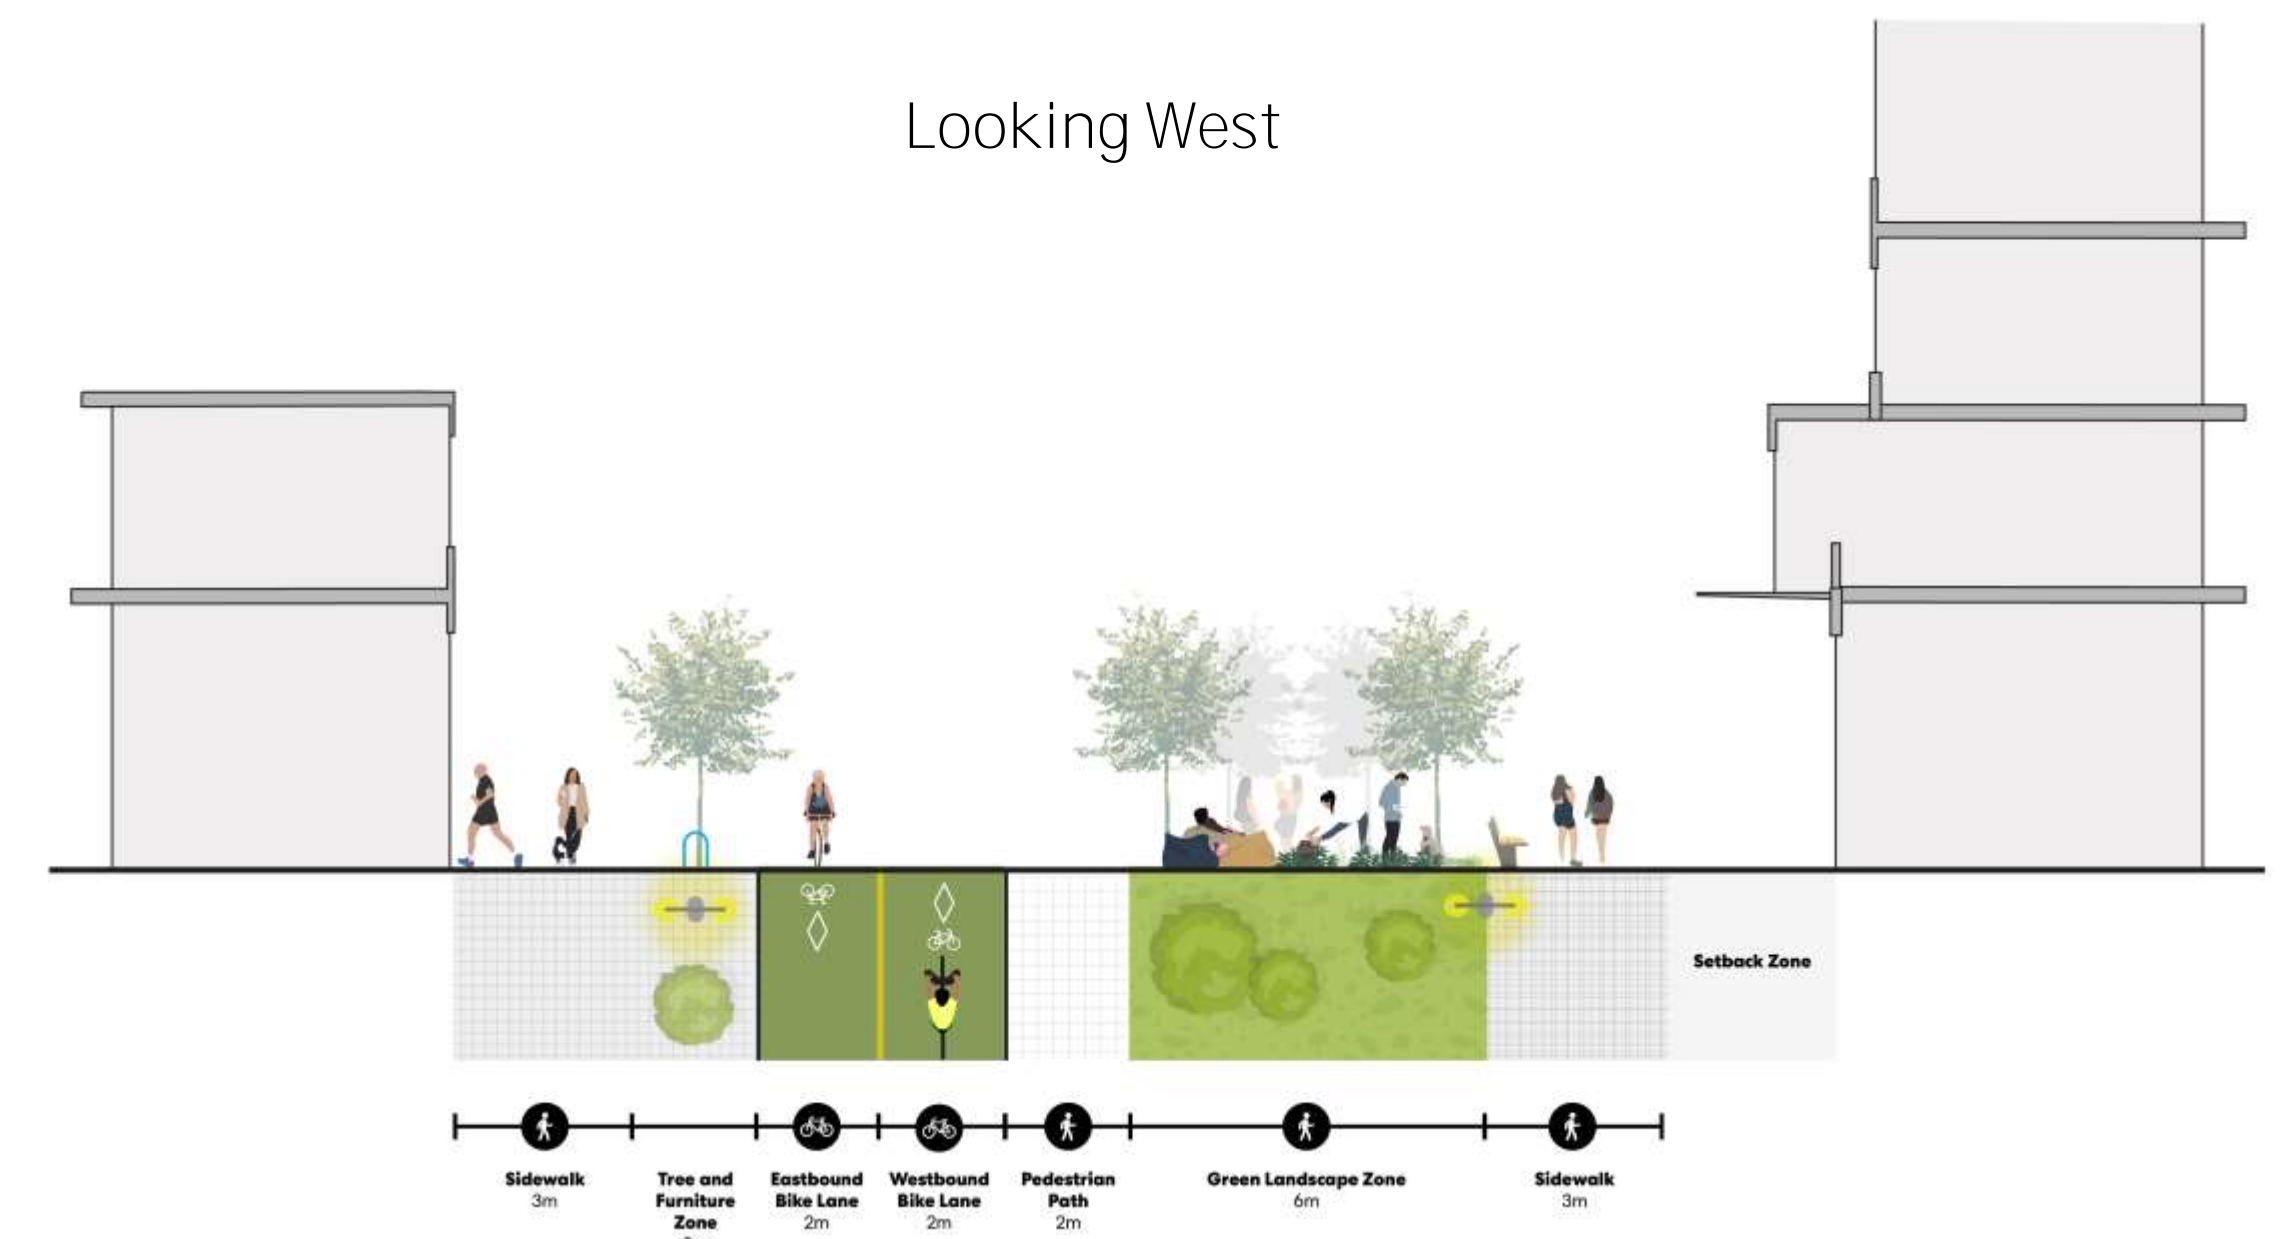 Looking West
Setback Zone
Sidewalk
3m
Tree and
Furniture
Zone
Eastbound
Bike Lane
2m
Westbound
Bike Lane
2m
Pedestrian
Path
2m
Green Landscape Zone
6m
Sidewalk
3m